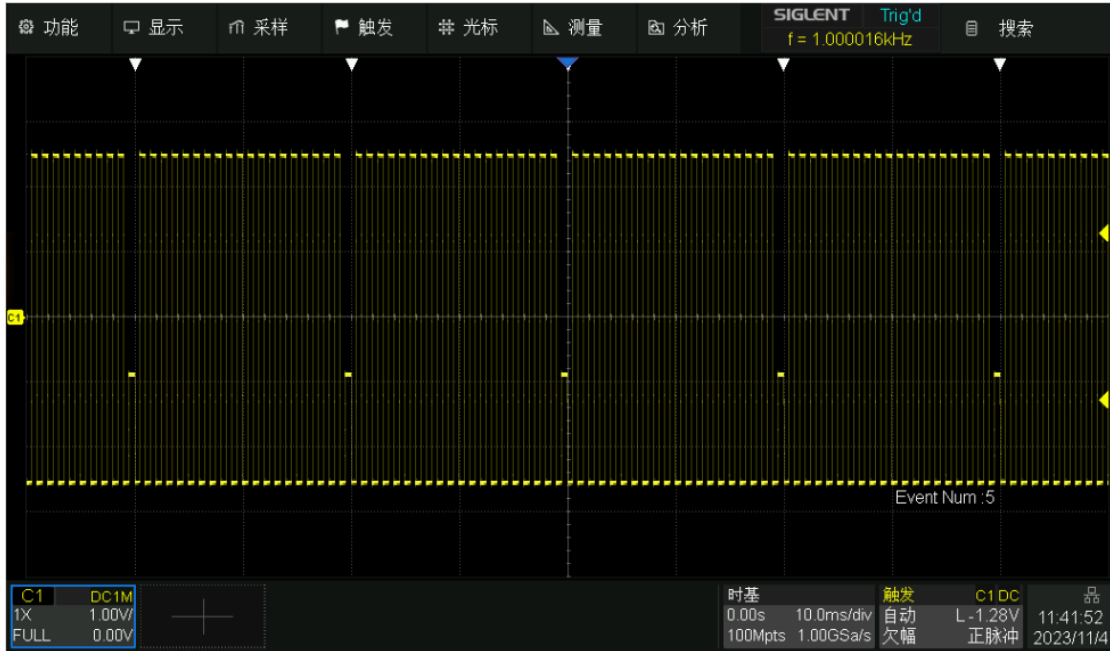 功能 显示 采样 触发 光标 测量 分析 SIGLENT Trig'd 搜索
f = 1.000016kHz
C1
Event Num :5
C1 DC1M 时基 触发 C1 DC
1X 1.00V/ 0.00s 10.0ms/div 自动 L -1.28V 11:41:52
FULL 0.00V 100Mpts 1.00GSa/s 欠幅 正脉冲 2023/11/4